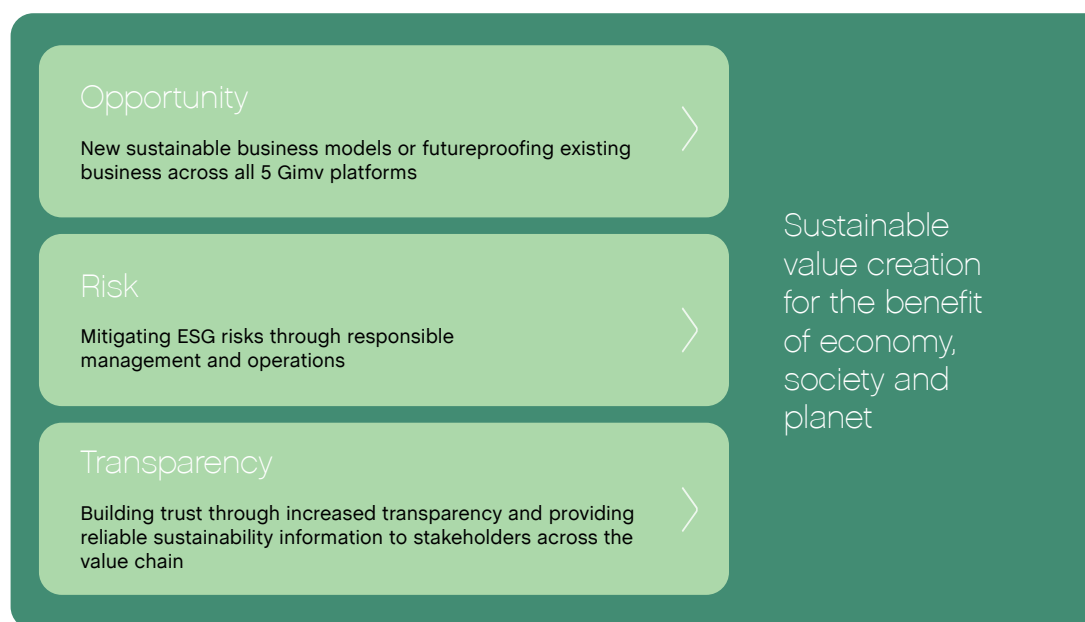 Opportunity
New sustainable business models or futureproofing existing
business across all 5 Gimv platforms
Risk
Mitigating ESG risks through responsible
management and operations
Transparency
Building trust through increased transparency and providing
reliable sustainability information to stakeholders across the
value chain
Sustainable
value creation
for the benefit
of economy,
society and
planet